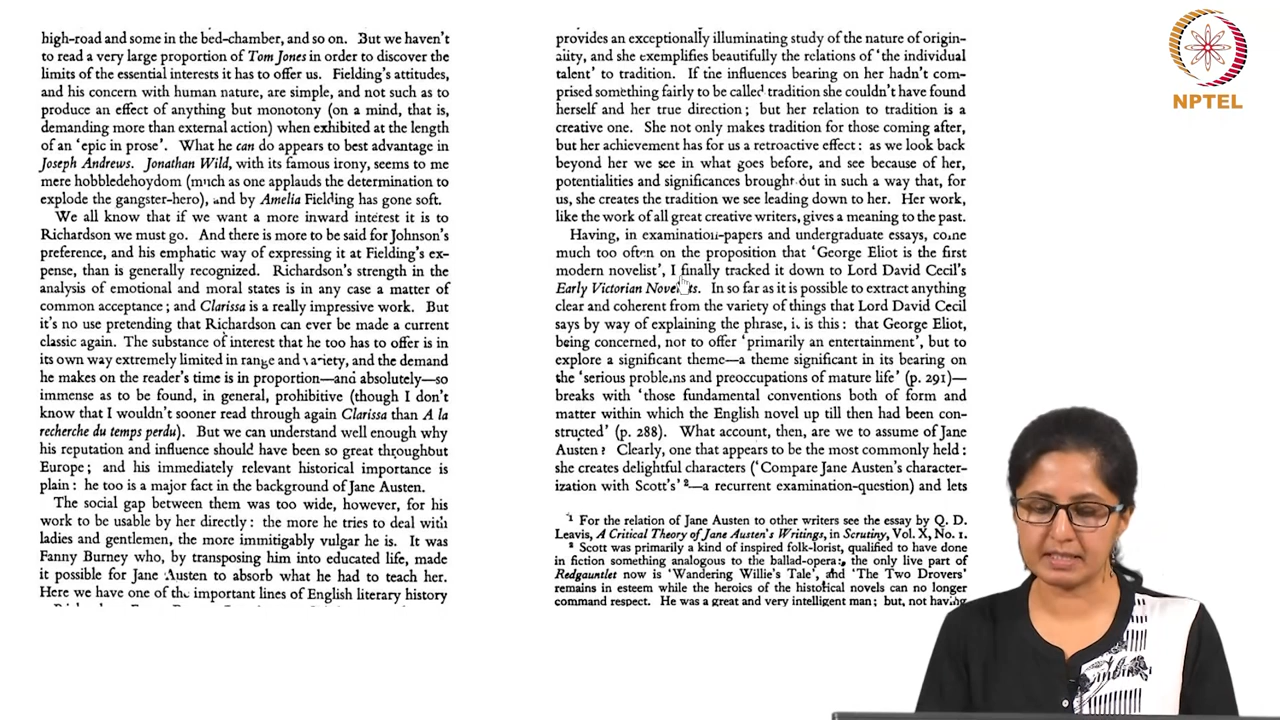 high-road and some in the bed-chamber, and so on. But we haven't
to read a very large proportion of Tom Jones in order to discover the
limits of the essential interests it has to offer us. Fielding's attitudes,
and his concern with human nature, are simple, and not such as to
produce an effect of anything but monotony (on a mind, that is,
demanding more than external action) when exhibited at the length
of an 'epic in prose'. What he can do appears to best advantage in
Joseph Andrews. Jonathan Wild, with its famous irony, seems to me
mere hobbledehoydom (much as one applauds the determination to
explode the gangster-hero), and by Amelia Fielding has gone soft.
We all know that if we want a more inward interest it is to
Richardson we must go. And there is more to be said for Johnson's
preference, and his emphatic way of expressing it at Fielding's ex-
pense, than is generally recognized. Richardson's strength in the
analysis of emotional and moral states is in any case a matter of
common acceptance; and Clarissa is a really impressive work. But
it's no use pretending that Richardson can ever be made a current
classic again. The substance of interest that he too has to offer is in
its own way extremely limited in range and variety, and the demand
he makes on the reader's time is in proportion—and absolutely—so
immense as to be found, in general, prohibitive (though I don't
know that I wouldn't sooner read through again Clarissa than A la
recherche du temps perdu). But we can understand well enough why
his reputation and influence should have been so great throughbut
Europe; and his immediately relevant historical importance is
plain: he too is a major fact in the background of Jane Austen.
The social gap between them was too wide, however, for his
work to be usable by her directly: the more he tries to deal with
ladies and gentlemen, the more immitigably vulgar he is. It was
Fanny Burney who, by transposing him into educated life, made
it possible for Jane Austen to absorb what he had to teach her.
Here we have one of the important lines of English literary history
provides an exceptionally illuminating study of the nature of origin-
ality, and she exemplifies beautifully the relations of 'the individual
talent' to tradition. If the influences bearing on her hadn't com-
prised something fairly to be called tradition she couldn't have found
herself and her true direction; but her relation to tradition is a
creative one. She not only makes tradition for those coming after,
but her achievement has for us a retroactive effect: as we look back
beyond her we see in what goes before, and see because of her,
potentialities and significances brought out in such a way that, for
us, she creates the tradition we see leading down to her. Her work,
like the work of all great creative writers, gives a meaning to the past.
Having, in examination-papers and undergraduate essays, come
much too often on the proposition that 'George Eliot is the first
modern novelist', I finally tracked it down to Lord David Cecil's
Early Victorian Novelists. In so far as it is possible to extract anything
clear and coherent from the variety of things that Lord David Cecil
says by way of explaining the phrase, it is this: that George Eliot,
being concerned, not to offer 'primarily an entertainment', but to
explore a significant theme—a theme significant in its bearing on
the 'serious problems and preoccupations of mature life' (p. 291)—
breaks with 'those fundamental conventions both of form and
matter within which the English novel up till then had been con-
structed' (p. 288). What account, then, are we to assume of Jane
Austen? Clearly, one that appears to be the most commonly held:
she creates delightful characters ('Compare Jane Austen's character-
ization with Scott's' 2—a recurrent examination-question) and lets
1 For the relation of Jane Austen to other writers see the essay by Q. D.
Leavis, A Critical Theory of Jane Austen's Writings, in Scrutiny, Vol. X, No. 1.
2 Scott was primarily a kind of inspired folk-lorist, qualified to have done
in fiction something analogous to the ballad-opera: the only live part of
Redgauntlet now is 'Wandering Willie's Tale', and 'The Two Drovers'
remains in esteem while the heroics of the historical novels can no longer
command respect. He was a great and very intelligent man; but, not having
NPTEL